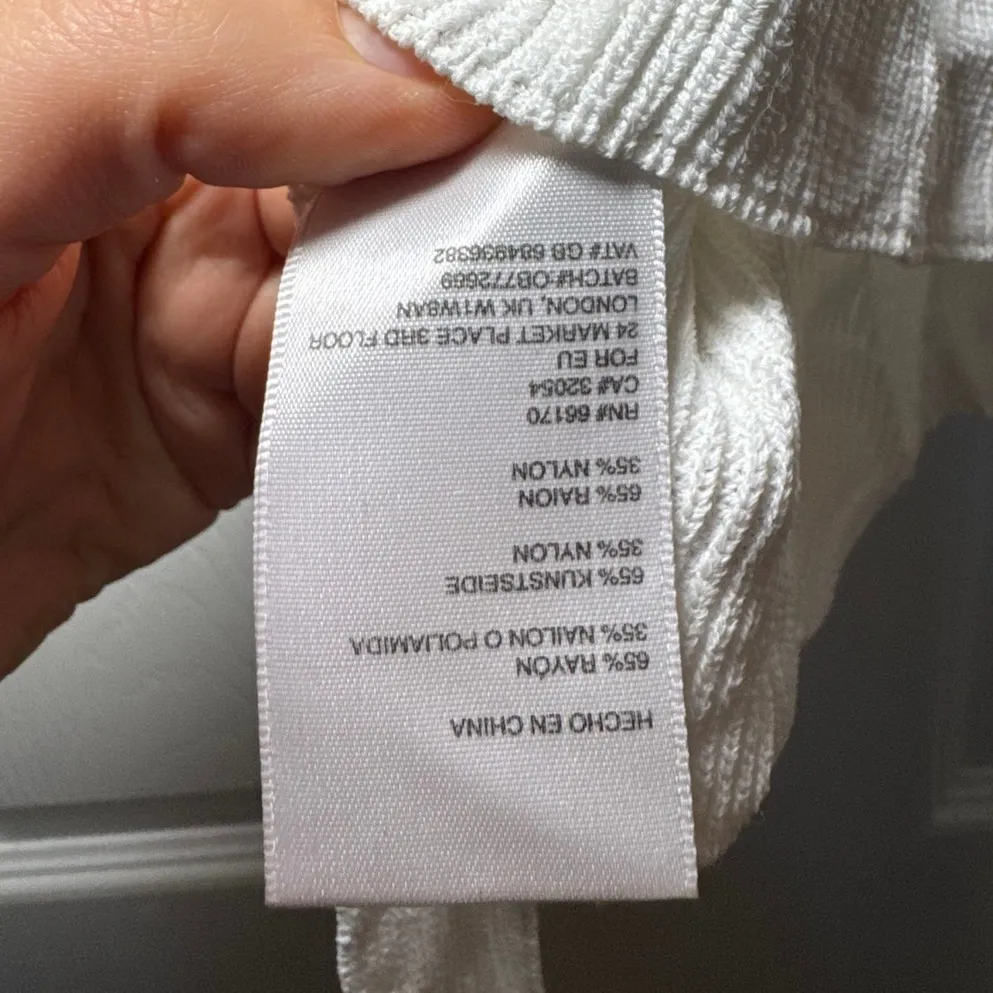 HECHO EN CHINA
65% RAYÓN
35% NAILON O POLIAMIDA
65% KUNSTSEIDE
35% NYLON
65% RAION
35% NYLON
RN# 66170
CA# 32054
FOR EU
24 MARKET PLACE 3RD FLOOR
LONDON, UK W1W8AN
BATCH#-OB772669
VAT# GB 684936382